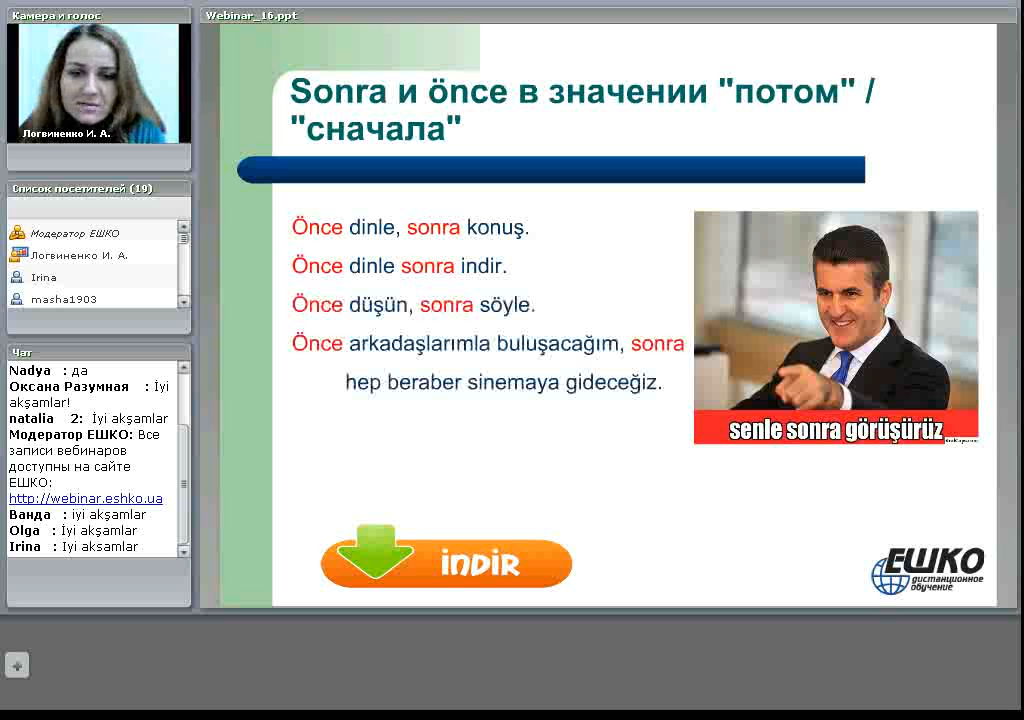 Камера и голос
Логвиненко И. А.
Список посетителей (19)
Модератор ЕШКО
Логвиненко И. А.
Irina
masha1903
Чат
Nadya : да
Оксана Разумная : İyi
akşamlar!
natalia 2: İyi akşamlar
Модератор ЕШКО: Все
записи вебинаров
доступны на сайте
ЕШКО:
http://webinar.eshko.ua
Ванда : iyi akşamlar
Olga : İyi akşamlar
Irina : Iyi aksamlar
Webinar_16.ppt
Sonra и önce в значении "потом" /
"сначала"
Önce dinle, sonra konuş.
Önce dinle sonra indir.
Önce düşün, sonra söyle.
Önce arkadaşlarımla buluşacağım, sonra
hep beraber sinemaya gideceğiz.
senle sonra görüşürüz
İNDİR
ЕШКО
дистанционное
обучение